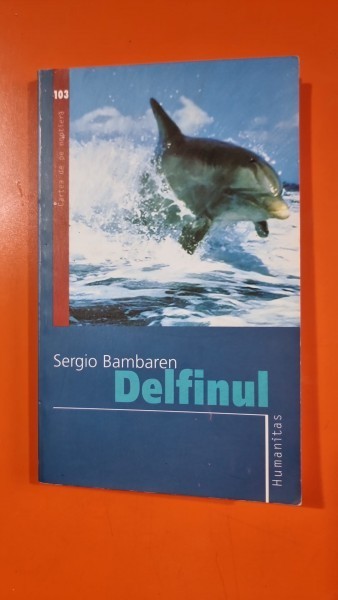 103
Cartea de pe noptieră
Sergio Bambaren
Delfinul
Humanitas